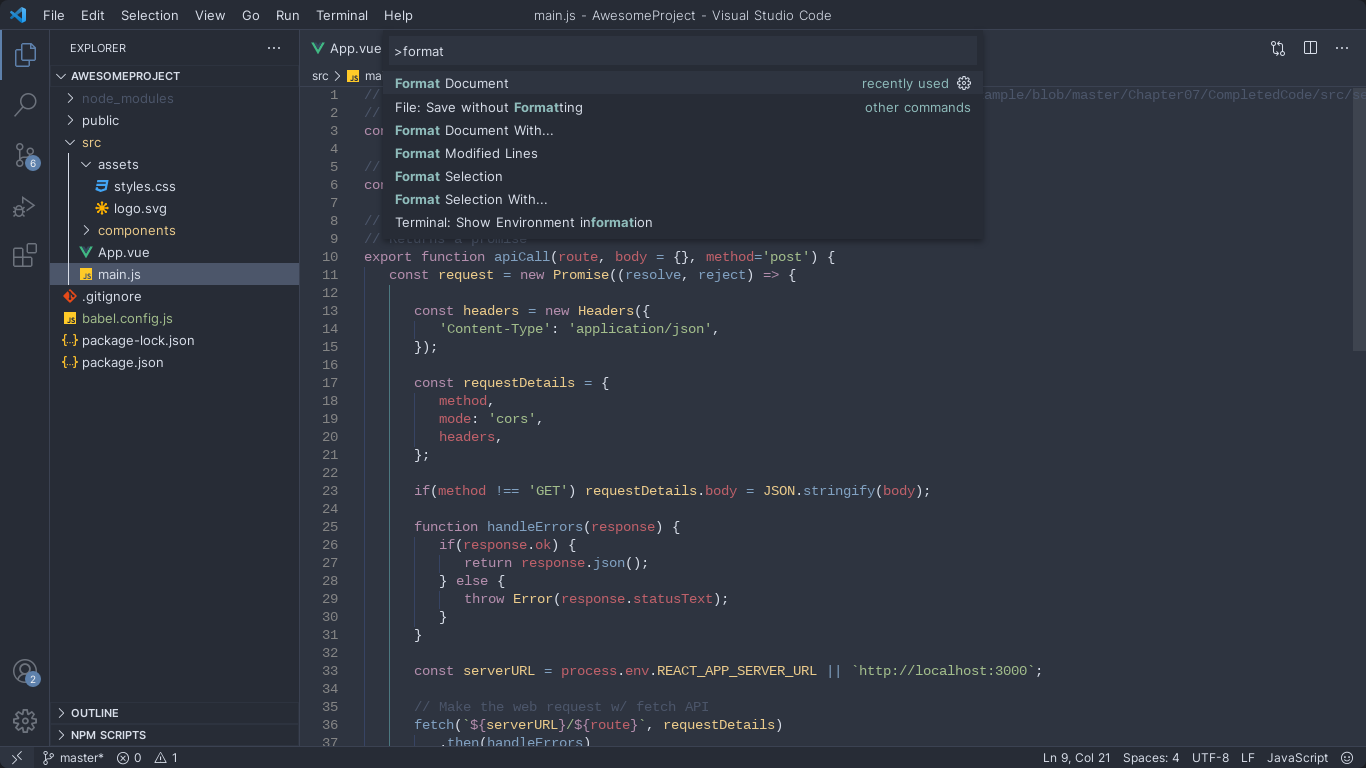 File Edit Selection View Go Run Terminal Help
main.js - AwesomeProject - Visual Studio Code
EXPLORER
App.vue
>format
AWESOMEPROJECT
src
JS
Format Document
recently used
File: Save without Formatting
other commands
Format Document With...
Format Modified Lines
Format Selection
Format Selection With...
Terminal: Show Environment information
node_modules
public
src
assets
styles.css
logo.svg
components
App.vue
JS main.js
.gitignore
JS babel.config.js
{..} package-lock.json
{..} package.json
6
2
OUTLINE
NPM SCRIPTS
1 //
2 //
3
4
5 //
6
7
8 //
9 // Returns a promise
10 export function apiCall(route, body = {}, method='post') {
11 const request = new Promise((resolve, reject) => {
12
13 const headers = new Headers({
14 'Content-Type': 'application/json',
15 });
16
17 const requestDetails = {
18 method,
19 mode: 'cors',
20 headers,
21 };
22
23 if(method !== 'GET') requestDetails.body = JSON.stringify(body);
24
25 function handleErrors(response) {
26 if(response.ok) {
27 return response.json();
28 } else {
29 throw Error(response.statusText);
30 }
31 }
32
33 const serverURL = process.env.REACT_APP_SERVER_URL || `http://localhost:3000`;
34
35 // Make the web request w/ fetch API
36 fetch(`${serverURL}/${route}`, requestDetails)
37 .then(handleErrors)
master* 0 1
Ln 9, Col 21 Spaces: 4 UTF-8 LF JavaScript